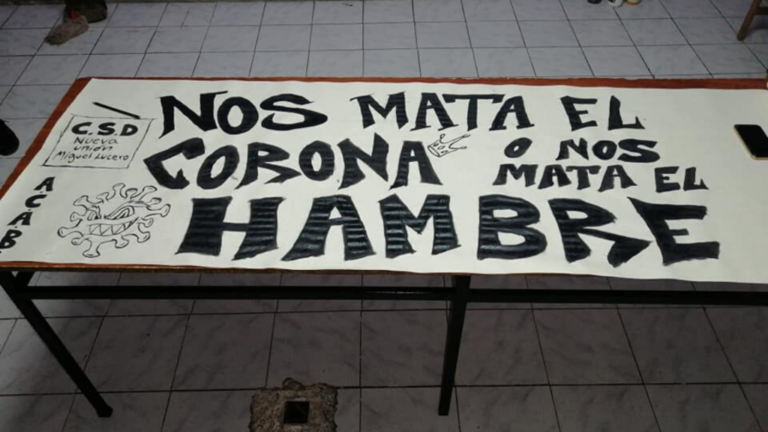 C.S.D
Nueva
unión
Miguel Lucero
ACAB
NOS MATA EL
CORONA O NOS
MATA EL
HAMBRE